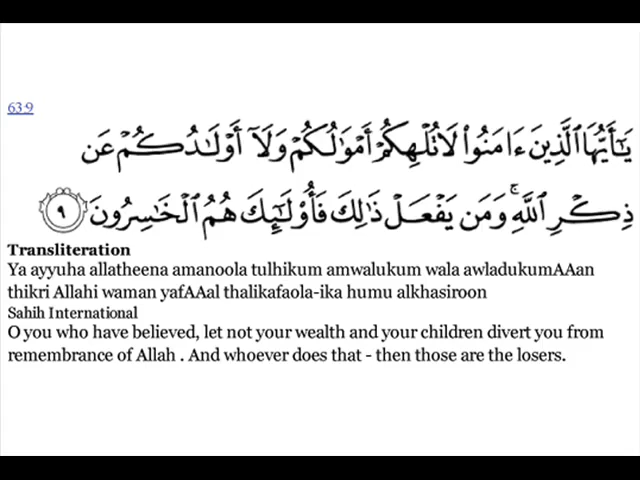 63:9
يَٰٓأَيُّهَا ٱلَّذِينَ ءَامَنُوا۟ لَا تُلْهِكُمْ أَمْوَٰلُكُمْ وَلَآ أَوْلَٰدُكُمْ عَن
ذِكْرِ ٱللَّهِ ۚ وَمَن يَفْعَلْ ذَٰلِكَ فَأُو۟لَٰٓئِكَ هُمُ ٱلْخَٰسِرُونَ ٩
Transliteration
Ya ayyuha allatheena amanoola tulhikum amwalukum wala awladukumAAan
thikri Allahi waman yafAAal thalikafaola-ika humu alkhasiroon
Sahih International
O you who have believed, let not your wealth and your children divert you from
remembrance of Allah . And whoever does that - then those are the losers.